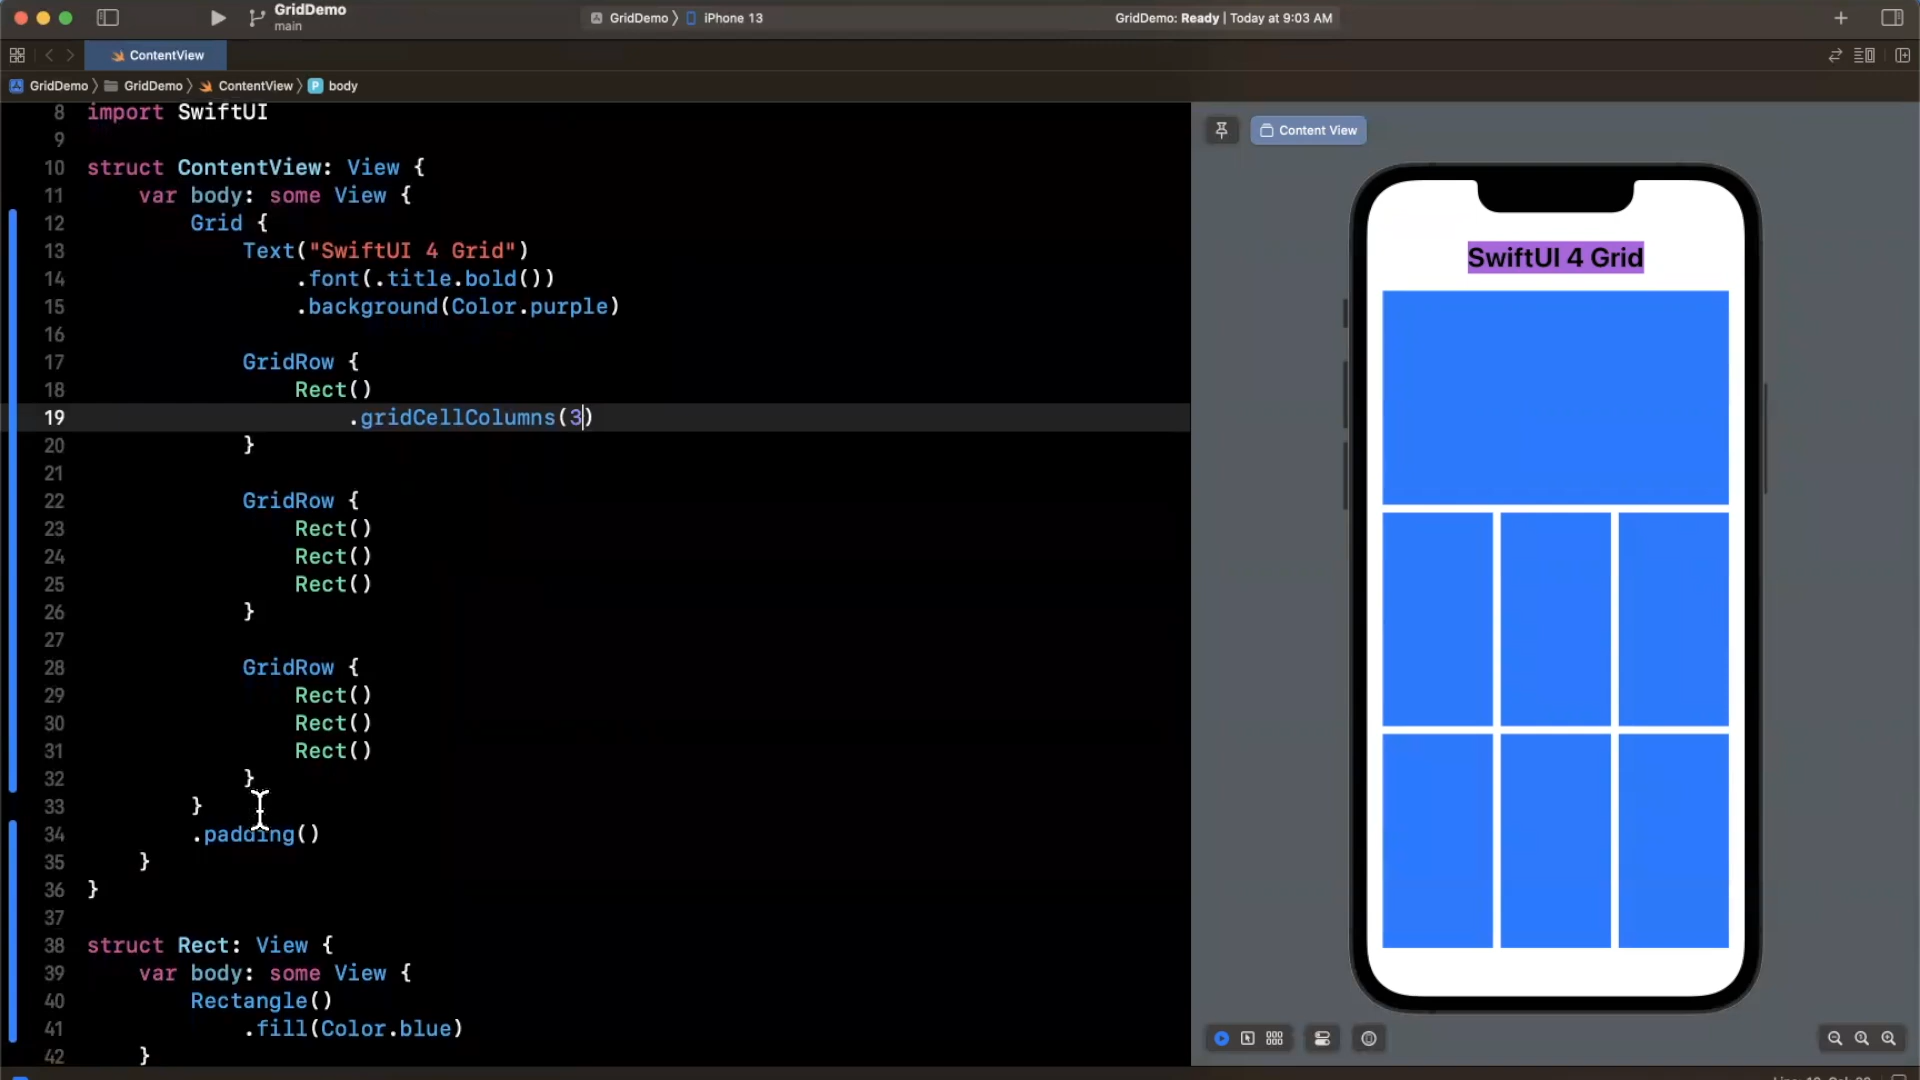 GridDemo
main
GridDemo 〉 iPhone 13
GridDemo: Ready | Today at 9:03 AM
ContentView
GridDemo 〉 GridDemo 〉 ContentView 〉 P body
8 import SwiftUI
9
10 struct ContentView: View {
11     var body: some View {
12         Grid {
13             Text("SwiftUI 4 Grid")
14                 .font(.title.bold())
15                 .background(Color.purple)
16
17             GridRow {
18                 Rect()
19                     .gridCellColumns(3)
20             }
21
22             GridRow {
23                 Rect()
24                 Rect()
25                 Rect()
26             }
27
28             GridRow {
29                 Rect()
30                 Rect()
31                 Rect()
32             }
33         }
34         .padding()
35     }
36 }
37
38 struct Rect: View {
39     var body: some View {
40         Rectangle()
41             .fill(Color.blue)
42     }
Content View
SwiftUI 4 Grid